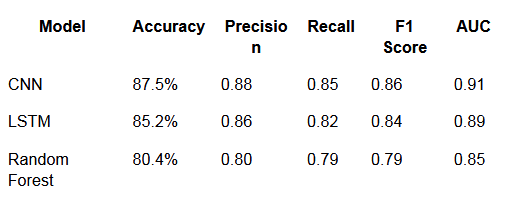 Model Accuracy Precisio Recall F1 AUC
n Score
CNN 87.5% 0.88 0.85 0.86 0.91
LSTM 85.2% 0.86 0.82 0.84 0.89
Random 80.4% 0.80 0.79 0.79 0.85
Forest